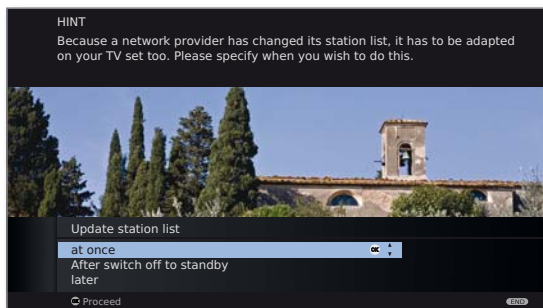 HINT
Because a network provider has changed its station list, it has to be adapted
on your TV set too. Please specify when you wish to do this.
Update station list
at once OK
After switch off to standby
later
Proceed END